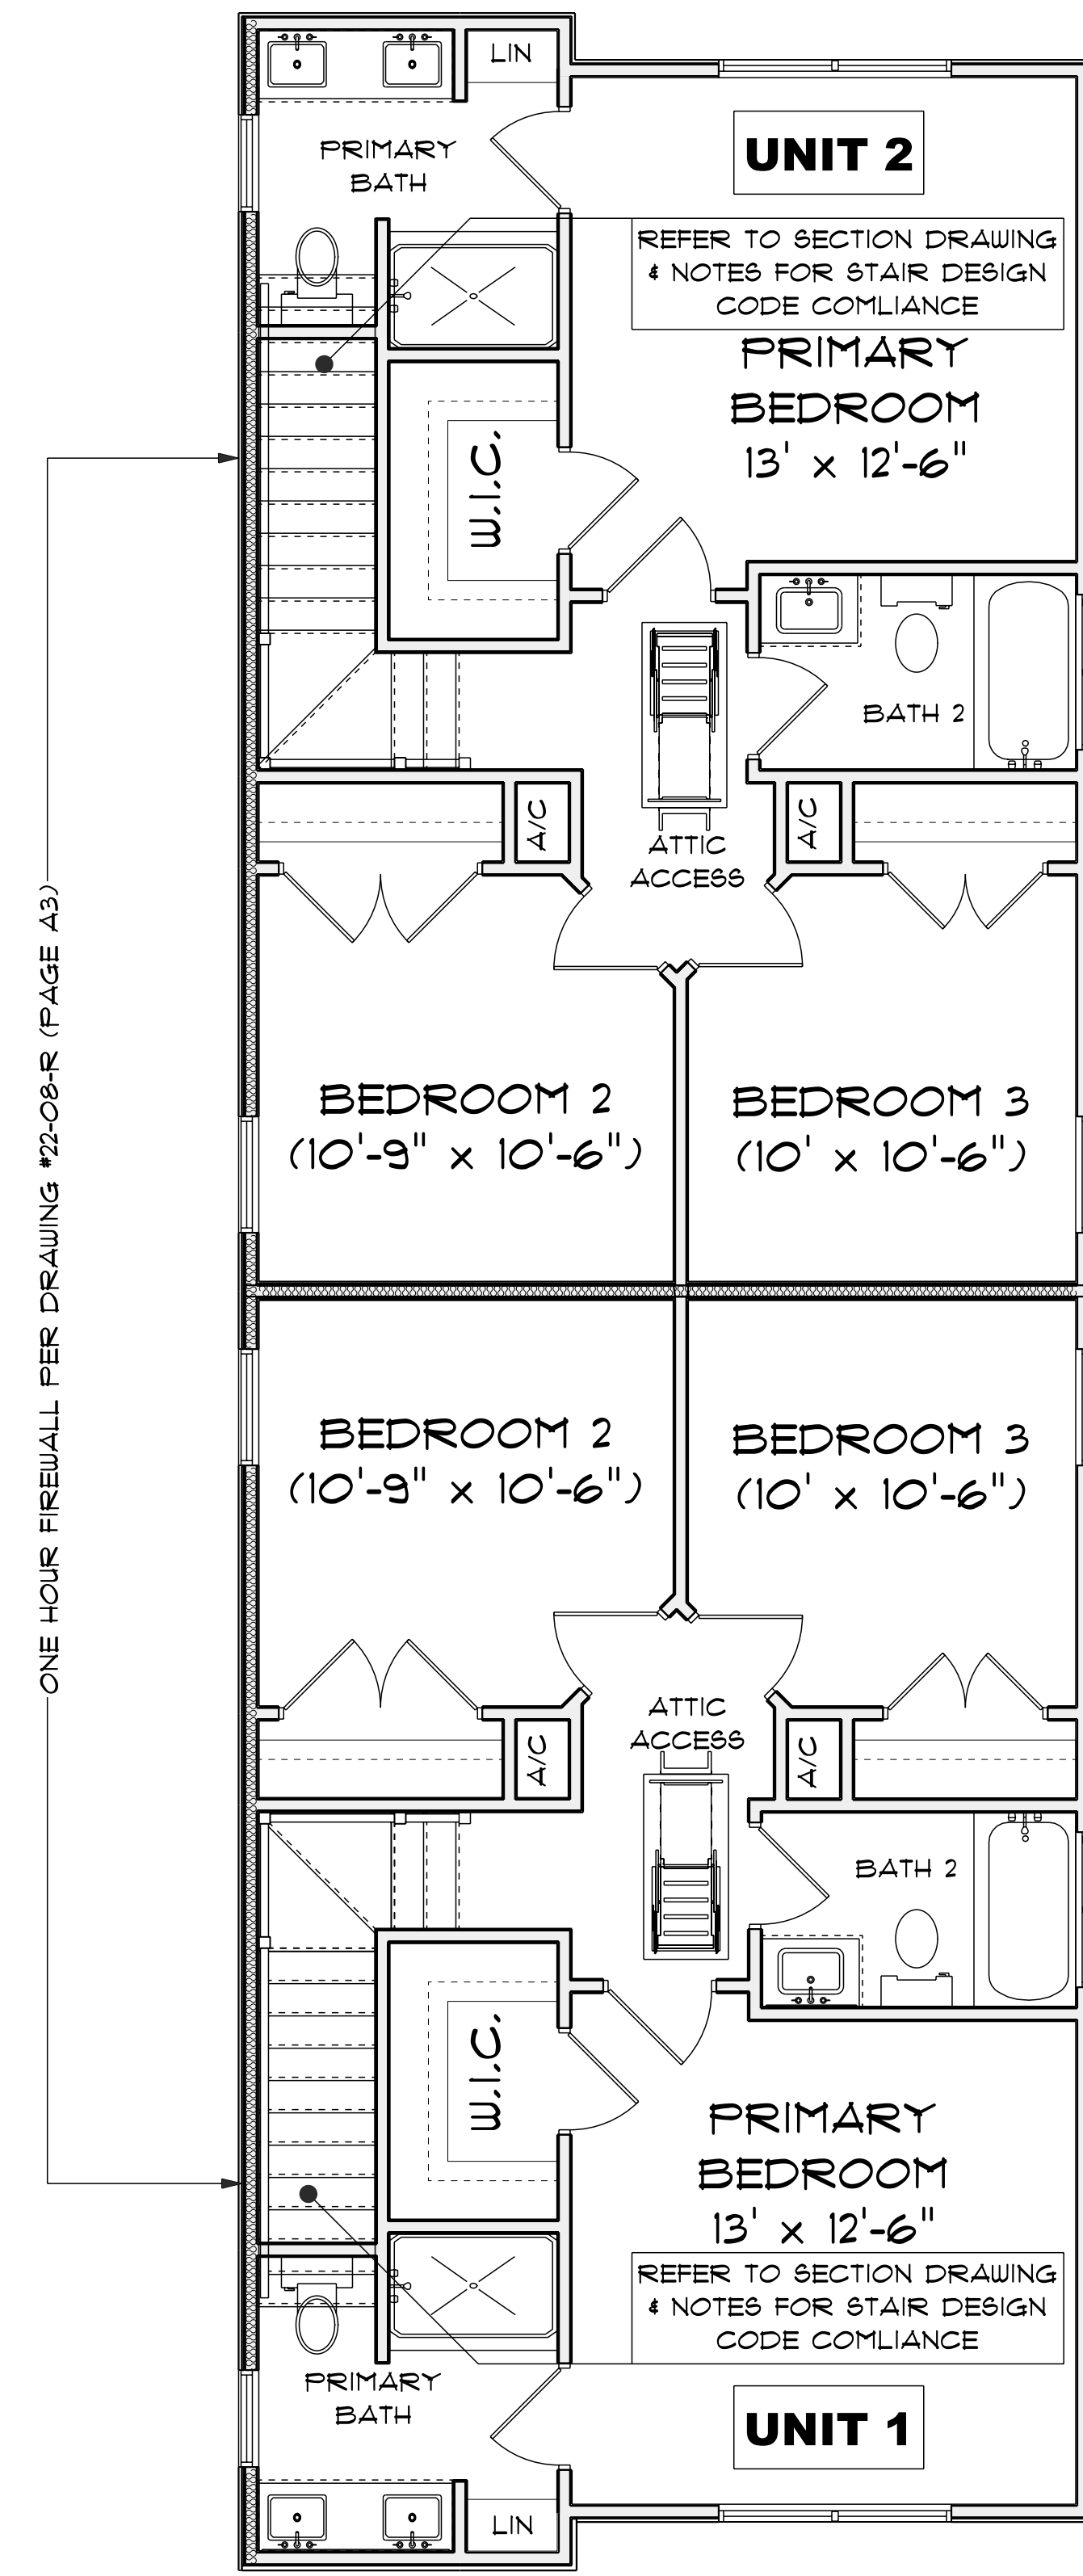 LIN
PRIMARY
BATH
UNIT 2
REFER TO SECTION DRAWING
& NOTES FOR STAIR DESIGN
CODE COMLIANCE
PRIMARY
BEDROOM
13' x 12'-6"
W.I.C.
BATH 2
A/C
A/C
ATTIC
ACCESS
ONE HOUR FIREWALL PER DRAWING #22-08-R (PAGE A3)
BEDROOM 2
(10'-9" x 10'-6")
BEDROOM 3
(10' x 10'-6")
BEDROOM 2
(10'-9" x 10'-6")
BEDROOM 3
(10' x 10'-6")
ATTIC
ACCESS
A/C
A/C
BATH 2
W.I.C.
PRIMARY
BEDROOM
13' x 12'-6"
REFER TO SECTION DRAWING
& NOTES FOR STAIR DESIGN
CODE COMLIANCE
PRIMARY
BATH
UNIT 1
LIN